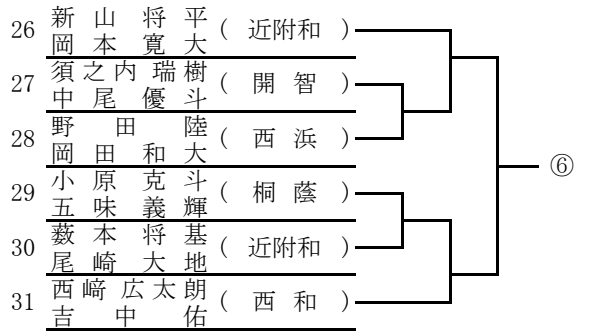 26 新山将平 ( 近附和 )
岡本寛大
27 須之内瑞樹 ( 開智 )
中尾優斗
28 野田陸 ( 西浜 )
岡田和大
29 小原克斗 ( 桐蔭 )
五味義輝
30 薮本将基 ( 近附和 )
尾崎大地
31 西﨑広太朗 ( 西和 )
吉中佑
⑥